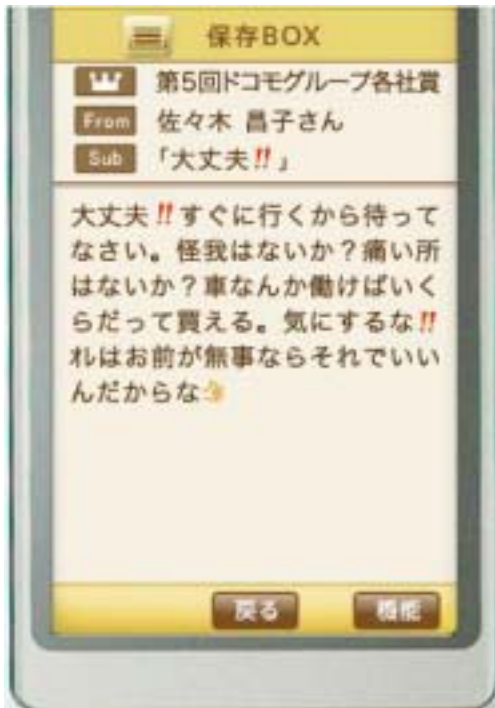 保存BOX
第5回ドコモグループ各社賞
From 佐々木 昌子さん
Sub 「大丈夫‼」
大丈夫‼すぐに行くから待って
なさい。怪我はないか？痛い所
はないか？車なんか働けばいく
らだって買える。気にするな‼
れはお前が無事ならそれでいい
んだからな
戻る
機能